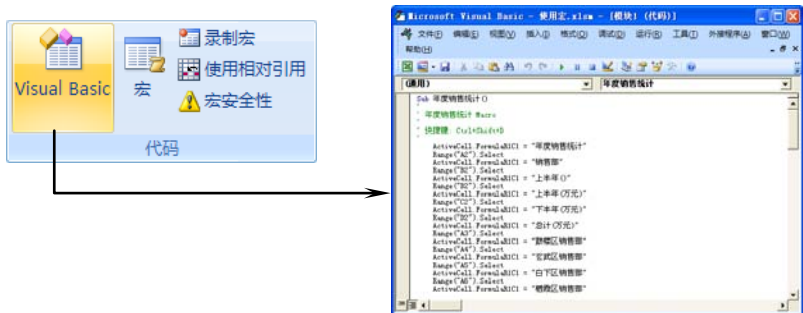 Visual Basic
宏
录制宏
使用相对引用
宏安全性
代码
Microsoft Visual Basic - 使用宏.xlsm - [模块1 (代码)]
文件(F) 编辑(E) 视图(V) 插入(I) 格式(O) 调试(D) 运行(R) 工具(T) 外接程序(A) 窗口(W)
帮助(H)
(通用) 年度销售统计
Sub 年度销售统计()
'
' 年度销售统计 Macro
'
' 快捷键: Ctrl+Shift+D
'
ActiveCell.FormulaR1C1 = "年度销售统计"
Range("A2").Select
ActiveCell.FormulaR1C1 = "销售部"
Range("B2").Select
ActiveCell.FormulaR1C1 = "上半年()"
Range("B2").Select
ActiveCell.FormulaR1C1 = "上半年(万元)"
Range("C2").Select
ActiveCell.FormulaR1C1 = "下半年(万元)"
Range("D2").Select
ActiveCell.FormulaR1C1 = "总计(万元)"
Range("A3").Select
ActiveCell.FormulaR1C1 = "鼓楼区销售部"
Range("A4").Select
ActiveCell.FormulaR1C1 = "玄武区销售部"
Range("A5").Select
ActiveCell.FormulaR1C1 = "白下区销售部"
Range("A6").Select
ActiveCell.FormulaR1C1 = "栖霞区销售部"